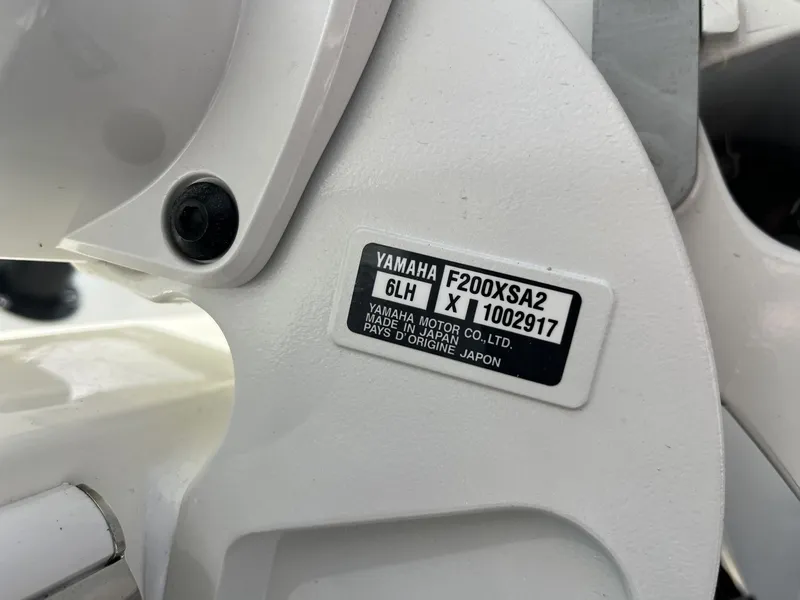 YAMAHA F200XSA2
6LH X 1002917
YAMAHA MOTOR CO.,LTD.
MADE IN JAPAN
PAYS D'ORIGINE JAPON